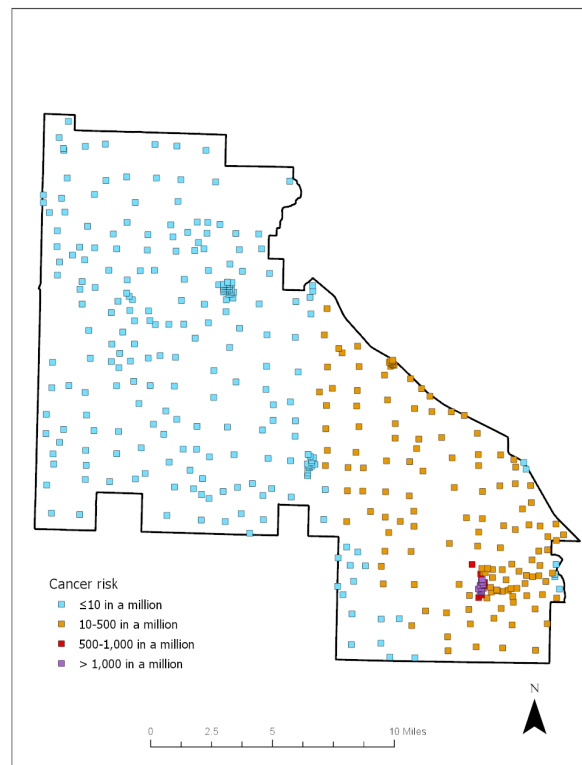 Cancer risk
≤10 in a million
10-500 in a million
500-1,000 in a million
> 1,000 in a million
N
0 2.5 5 10 Miles